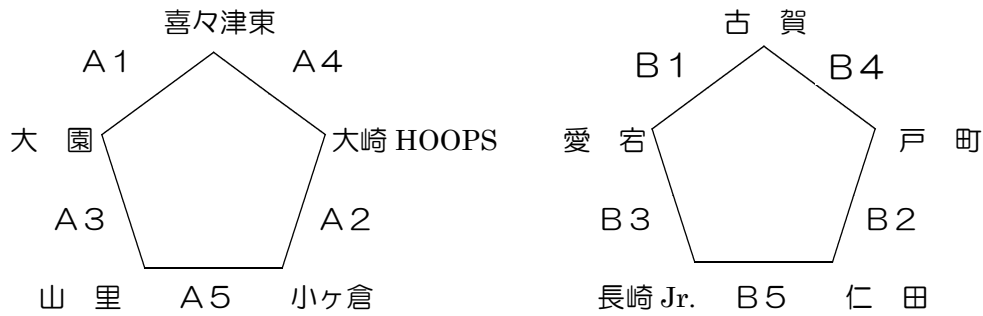 喜々津東 古 賀
A1 A4 B1 B4
大 園 大崎 HOOPS 愛 宕 戸 町
A3 A2 B3 B2
山 里 A5 小ヶ倉 長崎 Jr. B5 仁 田